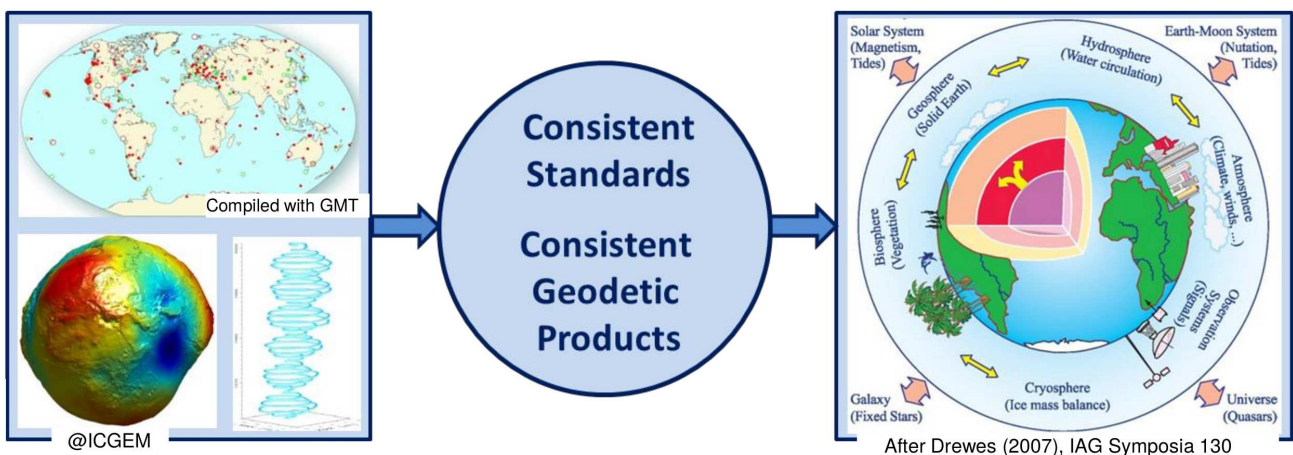 Compiled with GMT
@ICGEM
Consistent
Standards
Consistent
Geodetic
Products
Solar System
(Magnetism,
Tides)
Earth-Moon System
(Nutation,
Tides)
Hydrosphere
(Water circulation)
Geosphere
(Solid Earth)
Atmosphere
(Climate, winds, ...)
Biosphere
(Vegetation)
Observation
Systems
(Signals)
Cryosphere
(Ice mass balance)
Galaxy
(Fixed Stars)
Universe
(Quasars)
After Drewes (2007), IAG Symposia 130